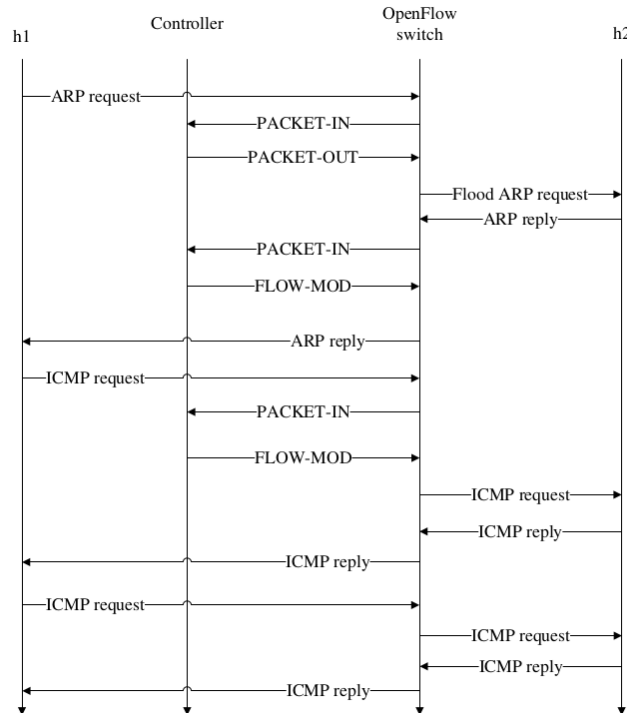 h1
Controller
OpenFlow
switch
h2
ARP request
PACKET-IN
PACKET-OUT
Flood ARP request
ARP reply
PACKET-IN
FLOW-MOD
ARP reply
ICMP request
PACKET-IN
FLOW-MOD
ICMP request
ICMP reply
ICMP reply
ICMP request
ICMP request
ICMP reply
ICMP reply